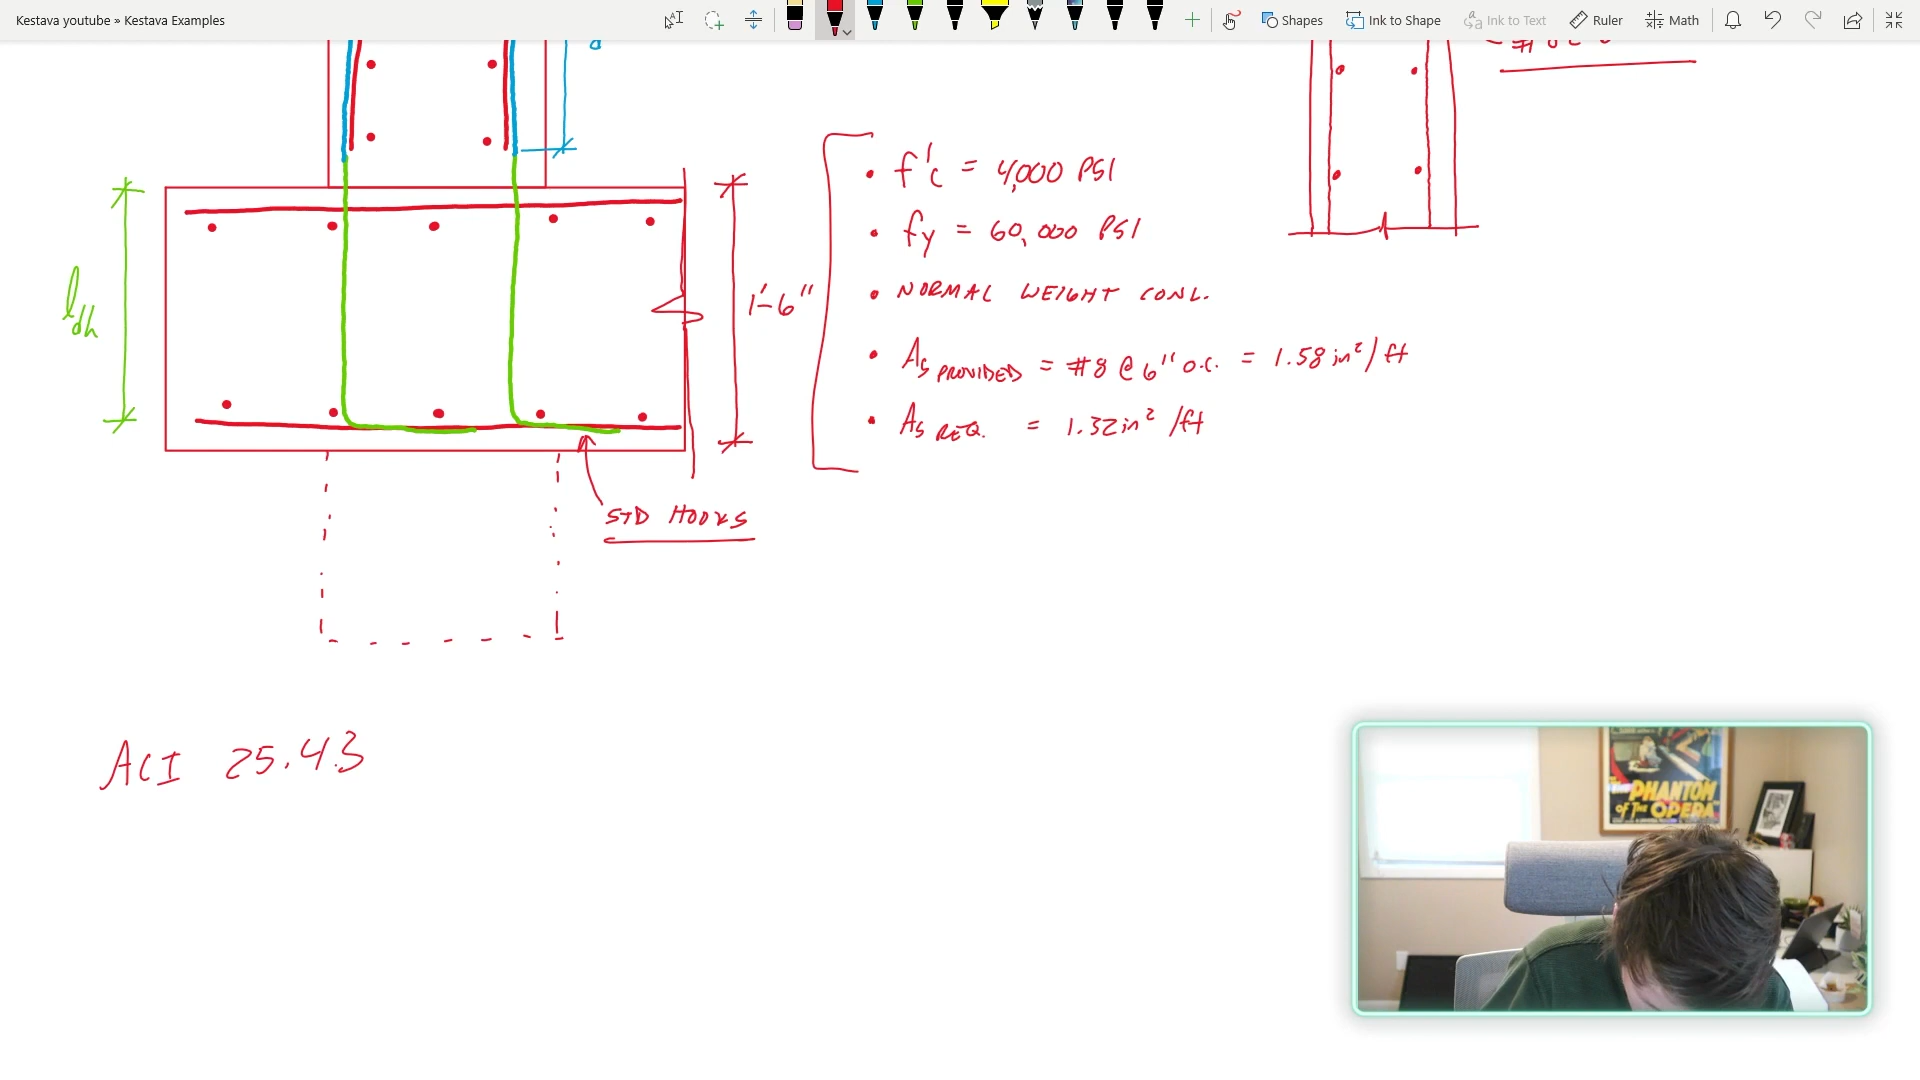 Kestava youtube » Kestava Examples
Shapes
Ink to Shape
Ink to Text
Ruler
Math
d
f'c = 4,000 PSI
fy = 60,000 PSI
NORMAL WEIGHT CONC.
As PROVIDED = #8 @ 6" O.C. = 1.58 in²/ft
As REQ. = 1.32 in²/ft
ldh
1'-6"
STD HOOKS
ACI 25.4.3
PHANTOM
OF THE OPERA